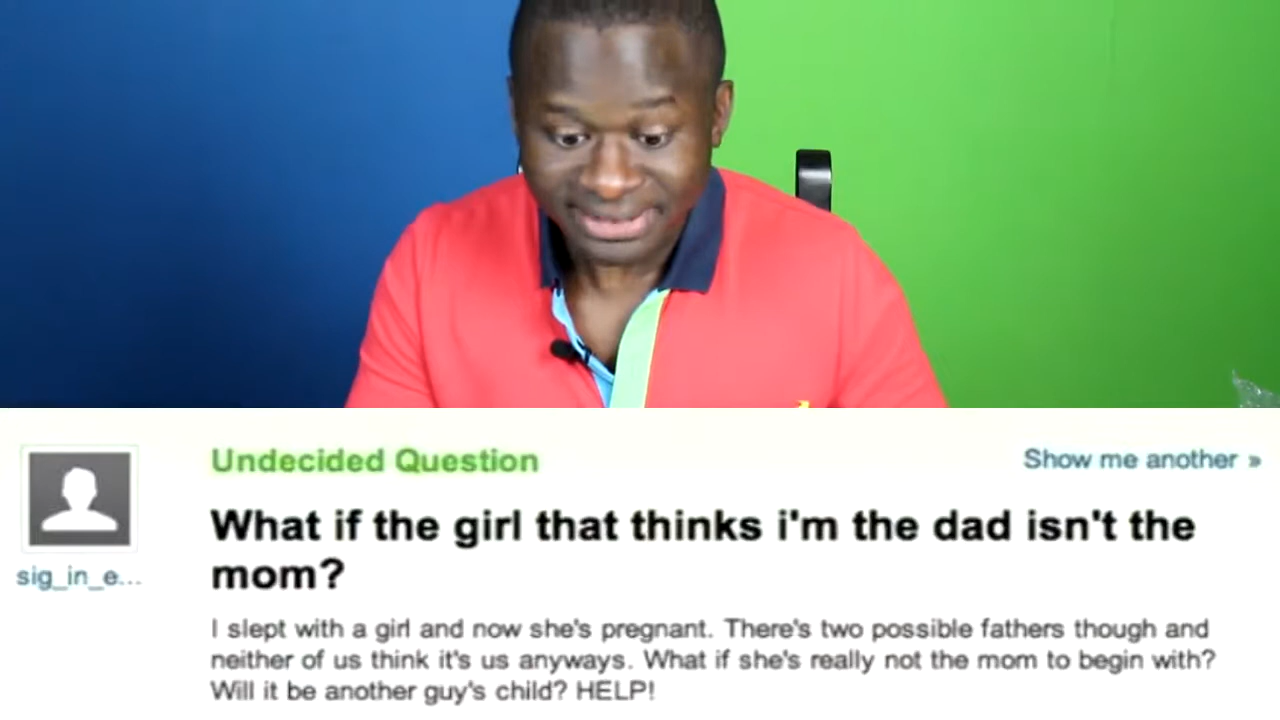 Undecided Question
Show me another »
What if the girl that thinks i'm the dad isn't the
mom?
sig_in_e...
I slept with a girl and now she's pregnant. There's two possible fathers though and
neither of us think it's us anyways. What if she's really not the mom to begin with?
Will it be another guy's child? HELP!